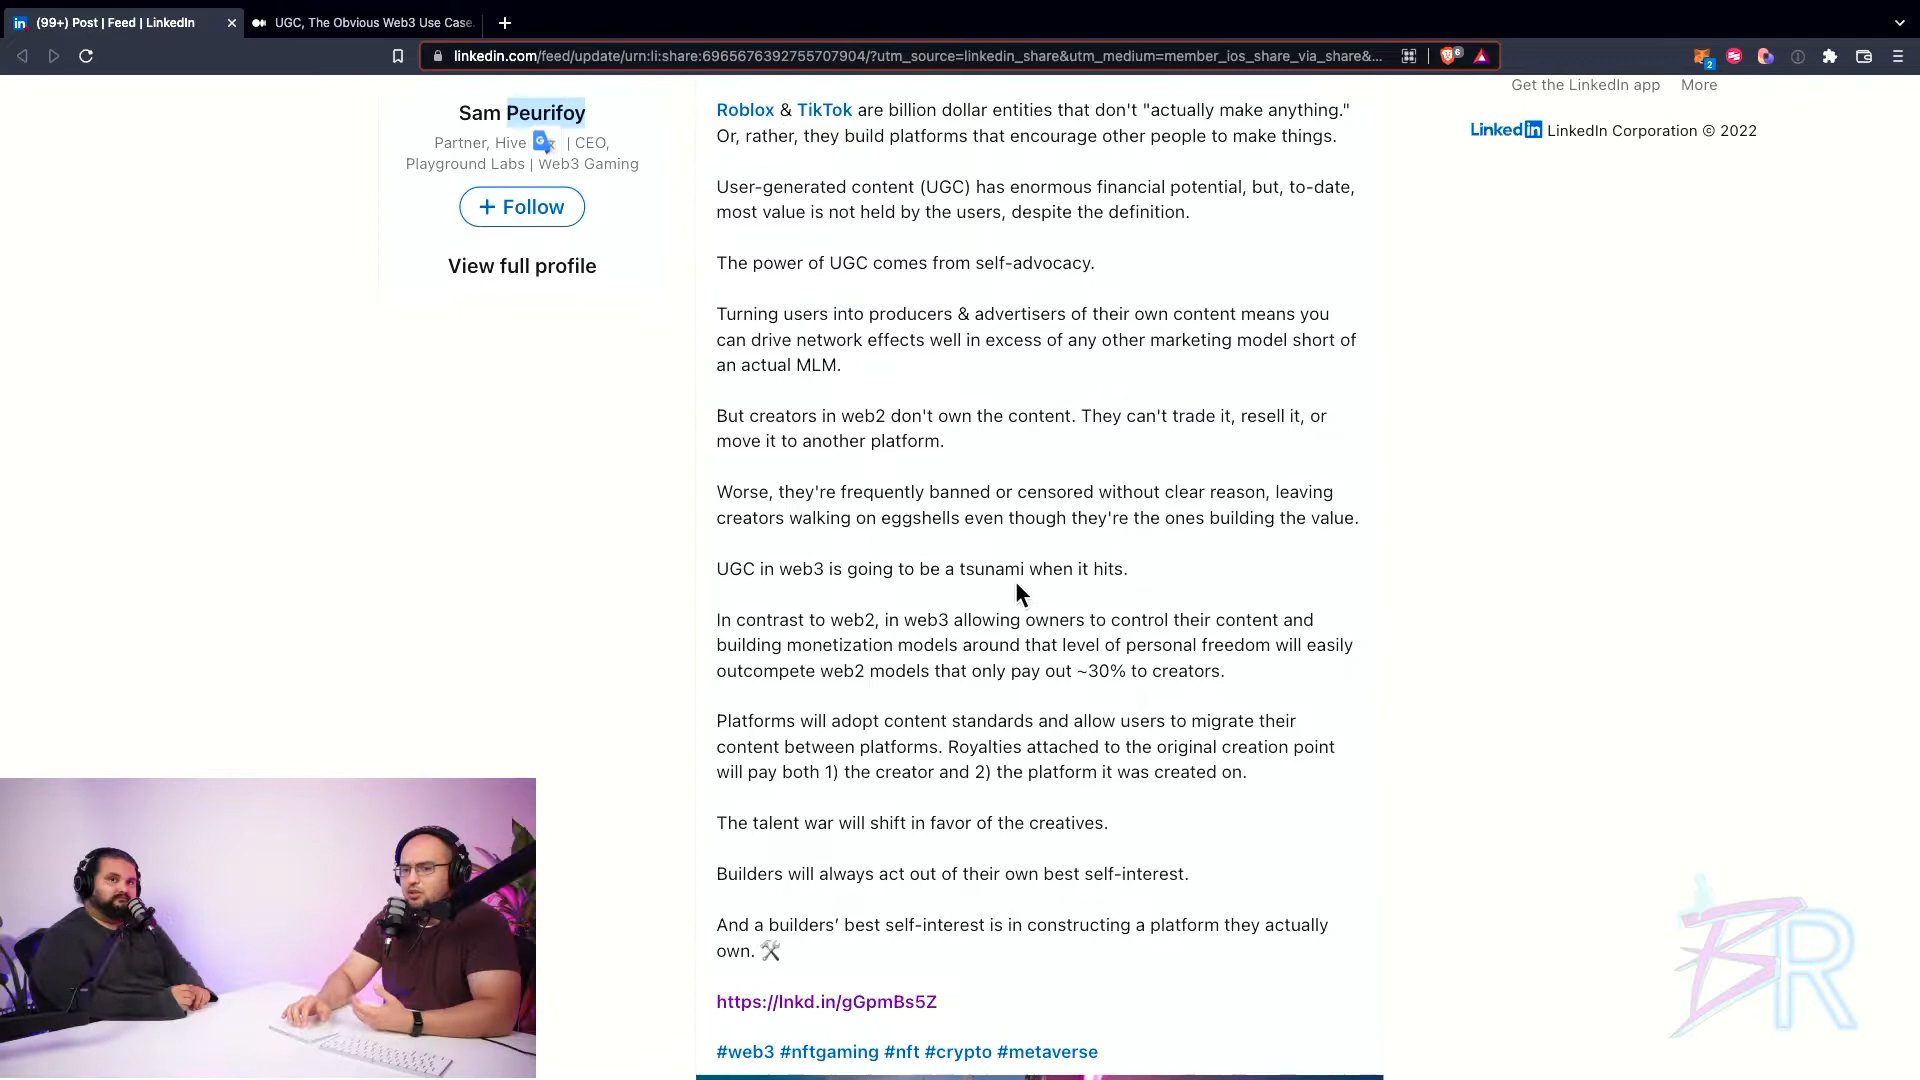 (99+) Post | Feed | LinkedIn
UGC, The Obvious Web3 Use Case.
linkedin.com/feed/update/urn:li:share:6965676392755707904/?utm_source=linkedin_share&utm_medium=member_ios_share_via_share&...
6
2
Get the LinkedIn app More
LinkedIn LinkedIn Corporation © 2022
Sam Peurifoy
Partner, Hive | CEO,
Playground Labs | Web3 Gaming
+ Follow
View full profile
Roblox & TikTok are billion dollar entities that don't "actually make anything."
Or, rather, they build platforms that encourage other people to make things.
User-generated content (UGC) has enormous financial potential, but, to-date,
most value is not held by the users, despite the definition.
The power of UGC comes from self-advocacy.
Turning users into producers & advertisers of their own content means you
can drive network effects well in excess of any other marketing model short of
an actual MLM.
But creators in web2 don't own the content. They can't trade it, resell it, or
move it to another platform.
Worse, they're frequently banned or censored without clear reason, leaving
creators walking on eggshells even though they're the ones building the value.
UGC in web3 is going to be a tsunami when it hits.
In contrast to web2, in web3 allowing owners to control their content and
building monetization models around that level of personal freedom will easily
outcompete web2 models that only pay out ~30% to creators.
Platforms will adopt content standards and allow users to migrate their
content between platforms. Royalties attached to the original creation point
will pay both 1) the creator and 2) the platform it was created on.
The talent war will shift in favor of the creatives.
Builders will always act out of their own best self-interest.
And a builders’ best self-interest is in constructing a platform they actually
own. 🛠
https://lnkd.in/gGpmBs5Z
#web3 #nftgaming #nft #crypto #metaverse
BR